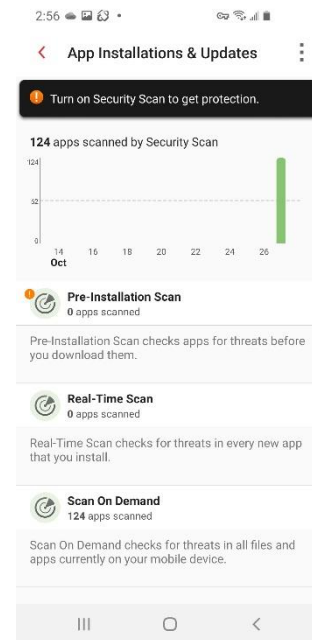 2:56
App Installations & Updates
Turn on Security Scan to get protection.
124 apps scanned by Security Scan
124
52
0
14 16 18 20 22 24 26
Oct
Pre-Installation Scan
0 apps scanned
Pre-Installation Scan checks apps for threats before
you download them.
Real-Time Scan
0 apps scanned
Real-Time Scan checks for threats in every new app
that you install.
Scan On Demand
124 apps scanned
Scan On Demand checks for threats in all files and
apps currently on your mobile device.